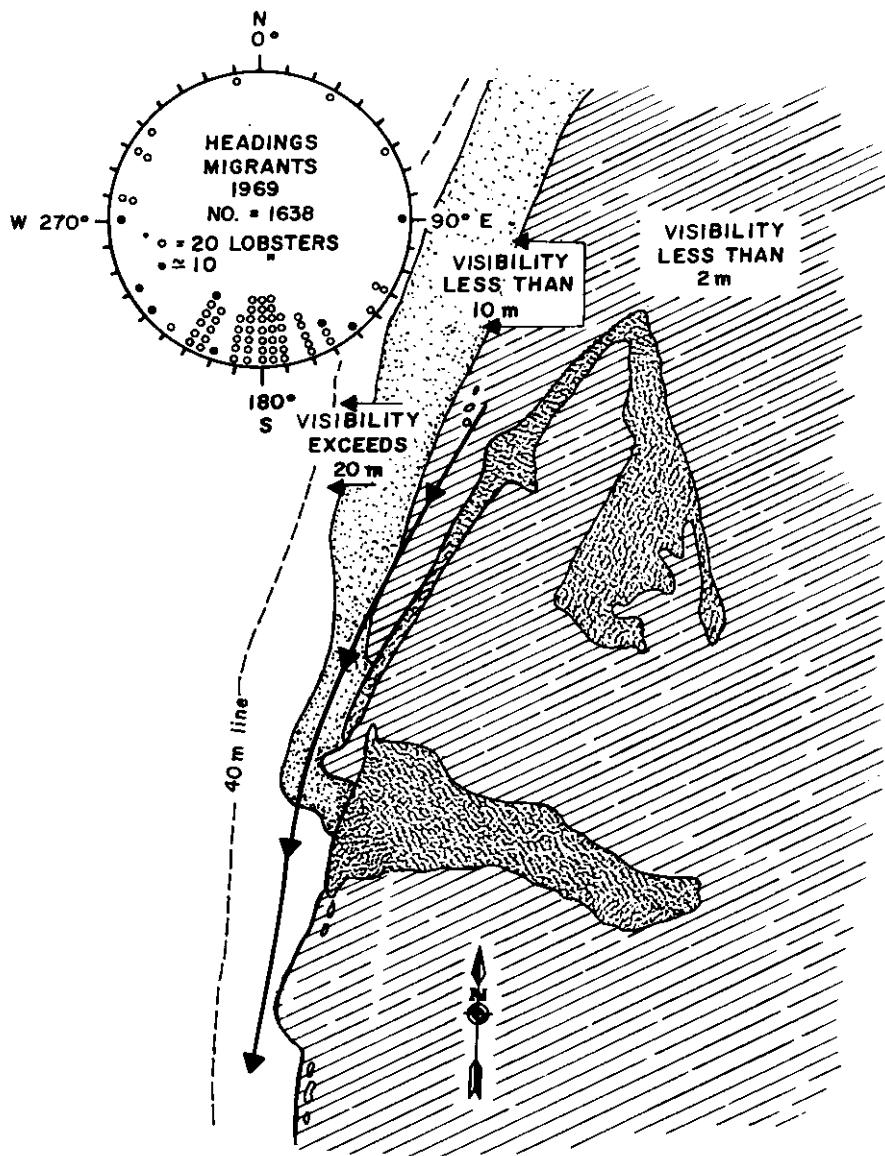 N
0°
HEADINGS
MIGRANTS
1969
NO. = 1638
W 270°
90° E
○ = 20 LOBSTERS
● ≃ 10 "
180°
S
VISIBILITY
LESS THAN
10 m
VISIBILITY
LESS THAN
2 m
VISIBILITY
EXCEEDS
20 m
40 m line
N